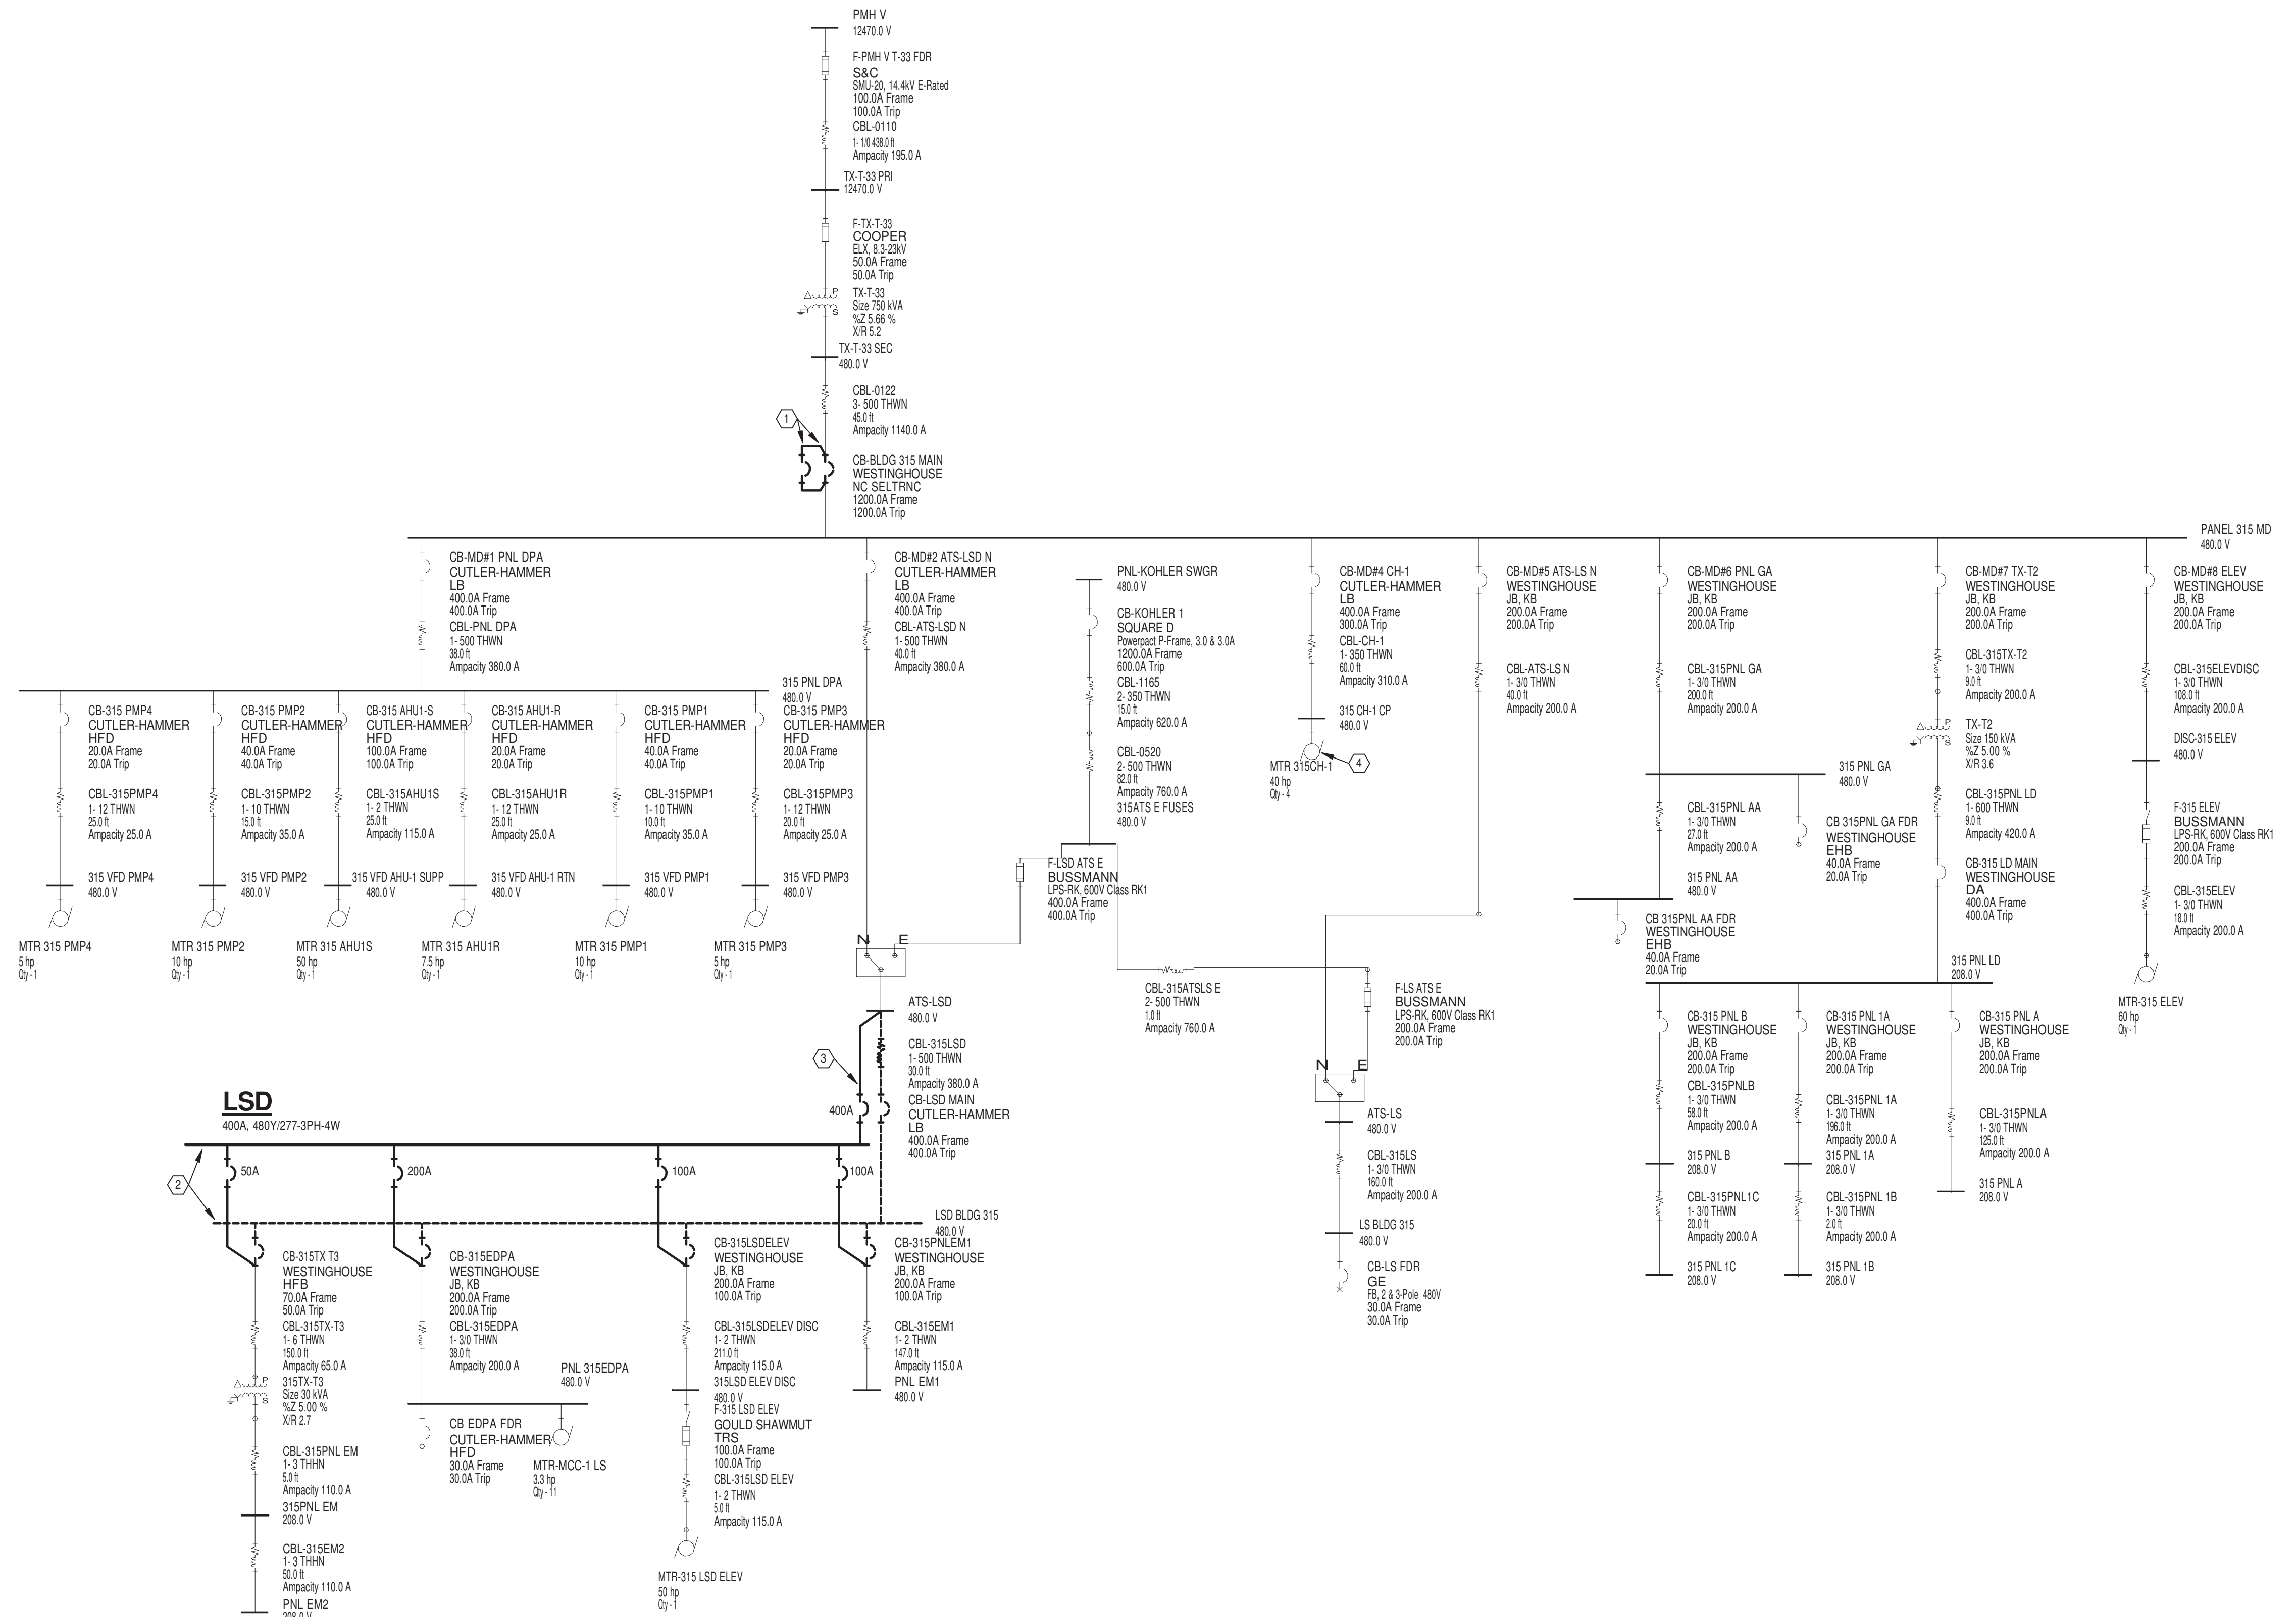 PMH V
12470.0 V
F-PMH V T-33 FDR
S&C
SMU-20, 14.4kV E-Rated
100.0A Frame
100.0A Trip
CBL-0110
1- 1/0 438.0 ft
Ampacity 195.0 A
TX-T-33 PRI
12470.0 V
F-TX-T-33
COOPER
ELX, 8.3-23kV
50.0A Frame
50.0A Trip
P
S
TX-T-33
Size 750 kVA
%Z 5.66 %
X/R 5.2
TX-T-33 SEC
480.0 V
CBL-0122
3- 500 THWN
45.0 ft
Ampacity 1140.0 A
1
CB-BLDG 315 MAIN
WESTINGHOUSE
NC SELTRNC
1200.0A Frame
1200.0A Trip
PANEL 315 MD
480.0 V
CB-MD#1 PNL DPA
CUTLER-HAMMER
LB
400.0A Frame
400.0A Trip
CBL-PNL DPA
1- 500 THWN
38.0 ft
Ampacity 380.0 A
CB-MD#2 ATS-LSD N
CUTLER-HAMMER
LB
400.0A Frame
400.0A Trip
CBL-ATS-LSD N
1- 500 THWN
40.0 ft
Ampacity 380.0 A
PNL-KOHLER SWGR
480.0 V
CB-KOHLER 1
SQUARE D
Powerpact P-Frame, 3.0 & 3.0A
1200.0A Frame
600.0A Trip
CBL-1165
2- 350 THWN
15.0 ft
Ampacity 620.0 A
CBL-0520
2- 500 THWN
82.0 ft
Ampacity 760.0 A
315ATS E FUSES
480.0 V
CB-MD#4 CH-1
CUTLER-HAMMER
LB
400.0A Frame
300.0A Trip
CBL-CH-1
1- 350 THWN
60.0 ft
Ampacity 310.0 A
315 CH-1 CP
480.0 V
MTR 315CH-1
40 hp
Qty - 4
4
CB-MD#5 ATS-LS N
WESTINGHOUSE
JB, KB
200.0A Frame
200.0A Trip
CBL-ATS-LS N
1- 3/0 THWN
40.0 ft
Ampacity 200.0 A
CB-MD#6 PNL GA
WESTINGHOUSE
JB, KB
200.0A Frame
200.0A Trip
CBL-315PNL GA
1- 3/0 THWN
200.0 ft
Ampacity 200.0 A
315 PNL GA
480.0 V
CBL-315PNL AA
1- 3/0 THWN
27.0 ft
Ampacity 200.0 A
CB 315PNL GA FDR
WESTINGHOUSE
EHB
40.0A Frame
20.0A Trip
315 PNL AA
480.0 V
CB 315PNL AA FDR
WESTINGHOUSE
EHB
40.0A Frame
20.0A Trip
CB-MD#7 TX-T2
WESTINGHOUSE
JB, KB
200.0A Frame
200.0A Trip
CBL-315TX-T2
1- 3/0 THWN
9.0 ft
Ampacity 200.0 A
P
S
TX-T2
Size 150 kVA
%Z 5.00 %
X/R 3.6
CBL-315PNL LD
1- 600 THWN
9.0 ft
Ampacity 420.0 A
CB-315 LD MAIN
WESTINGHOUSE
DA
400.0A Frame
400.0A Trip
315 PNL LD
208.0 V
CB-MD#8 ELEV
WESTINGHOUSE
JB, KB
200.0A Frame
200.0A Trip
CBL-315ELEVDISC
1- 3/0 THWN
108.0 ft
Ampacity 200.0 A
DISC-315 ELEV
480.0 V
F-315 ELEV
BUSSMANN
LPS-RK, 600V Class RK1
200.0A Frame
200.0A Trip
CBL-315ELEV
1- 3/0 THWN
18.0 ft
Ampacity 200.0 A
MTR-315 ELEV
60 hp
Qty - 1
315 PNL DPA
480.0 V
CB-315 PMP4
CUTLER-HAMMER
HFD
20.0A Frame
20.0A Trip
CBL-315PMP4
1- 12 THWN
25.0 ft
Ampacity 25.0 A
315 VFD PMP4
480.0 V
MTR 315 PMP4
5 hp
Qty - 1
CB-315 PMP2
CUTLER-HAMMER
HFD
40.0A Frame
40.0A Trip
CBL-315PMP2
1- 10 THWN
15.0 ft
Ampacity 35.0 A
315 VFD PMP2
480.0 V
MTR 315 PMP2
10 hp
Qty - 1
CB-315 AHU1-S
CUTLER-HAMMER
HFD
100.0A Frame
100.0A Trip
CBL-315AHU1S
1- 2 THWN
25.0 ft
Ampacity 115.0 A
315 VFD AHU-1 SUPP
480.0 V
MTR 315 AHU1S
50 hp
Qty - 1
CB-315 AHU1-R
CUTLER-HAMMER
HFD
20.0A Frame
20.0A Trip
CBL-315AHU1R
1- 12 THWN
25.0 ft
Ampacity 25.0 A
315 VFD AHU-1 RTN
480.0 V
MTR 315 AHU1R
7.5 hp
Qty - 1
CB-315 PMP1
CUTLER-HAMMER
HFD
40.0A Frame
40.0A Trip
CBL-315PMP1
1- 10 THWN
10.0 ft
Ampacity 35.0 A
315 VFD PMP1
480.0 V
MTR 315 PMP1
10 hp
Qty - 1
CB-315 PMP3
CUTLER-HAMMER
HFD
20.0A Frame
20.0A Trip
CBL-315PMP3
1- 12 THWN
20.0 ft
Ampacity 25.0 A
315 VFD PMP3
480.0 V
MTR 315 PMP3
5 hp
Qty - 1
F-LSD ATS E
BUSSMANN
LPS-RK, 600V Class RK1
400.0A Frame
400.0A Trip
N E
ATS-LSD
480.0 V
3
CBL-315LSD
1- 500 THWN
30.0 ft
Ampacity 380.0 A
400A
CB-LSD MAIN
CUTLER-HAMMER
LB
400.0A Frame
400.0A Trip
CBL-315ATSLS E
2- 500 THWN
1.0 ft
Ampacity 760.0 A
F-LS ATS E
BUSSMANN
LPS-RK, 600V Class RK1
200.0A Frame
200.0A Trip
N E
ATS-LS
480.0 V
CBL-315LS
1- 3/0 THWN
160.0 ft
Ampacity 200.0 A
LS BLDG 315
480.0 V
CB-LS FDR
GE
FB, 2 & 3-Pole 480V
30.0A Frame
30.0A Trip
CB-315 PNL B
WESTINGHOUSE
JB, KB
200.0A Frame
200.0A Trip
CBL-315PNLB
1- 3/0 THWN
58.0 ft
Ampacity 200.0 A
315 PNL B
208.0 V
CBL-315PNL1C
1- 3/0 THWN
20.0 ft
Ampacity 200.0 A
315 PNL 1C
208.0 V
CB-315 PNL 1A
WESTINGHOUSE
JB, KB
200.0A Frame
200.0A Trip
CBL-315PNL 1A
1- 3/0 THWN
196.0 ft
Ampacity 200.0 A
315 PNL 1A
208.0 V
CBL-315PNL 1B
1- 3/0 THWN
2.0 ft
Ampacity 200.0 A
315 PNL 1B
208.0 V
CB-315 PNL A
WESTINGHOUSE
JB, KB
200.0A Frame
200.0A Trip
CBL-315PNLA
1- 3/0 THWN
125.0 ft
Ampacity 200.0 A
315 PNL A
208.0 V
LSD
400A, 480Y/277-3PH-4W
2
50A
200A
100A
100A
LSD BLDG 315
480.0 V
CB-315TX T3
WESTINGHOUSE
HFB
70.0A Frame
50.0A Trip
CBL-315TX-T3
1- 6 THWN
150.0 ft
Ampacity 65.0 A
P
S
315TX-T3
Size 30 kVA
%Z 5.00 %
X/R 2.7
CBL-315PNL EM
1- 3 THHN
5.0 ft
Ampacity 110.0 A
315PNL EM
208.0 V
CBL-315EM2
1- 3 THHN
50.0 ft
Ampacity 110.0 A
PNL EM2
208.0 V
CB-315EDPA
WESTINGHOUSE
JB, KB
200.0A Frame
200.0A Trip
CBL-315EDPA
1- 3/0 THWN
38.0 ft
Ampacity 200.0 A
PNL 315EDPA
480.0 V
CB EDPA FDR
CUTLER-HAMMER
HFD
30.0A Frame
30.0A Trip
MTR-MCC-1 LS
3.3 hp
Qty - 11
CB-315LSDELEV
WESTINGHOUSE
JB, KB
200.0A Frame
100.0A Trip
CBL-315LSDELEV DISC
1- 2 THWN
211.0 ft
Ampacity 115.0 A
315LSD ELEV DISC
480.0 V
F-315 LSD ELEV
GOULD SHAWMUT
TRS
100.0A Frame
100.0A Trip
CBL-315LSD ELEV
1- 2 THWN
5.0 ft
Ampacity 115.0 A
MTR-315 LSD ELEV
50 hp
Qty - 1
CB-315PNLEM1
WESTINGHOUSE
JB, KB
200.0A Frame
100.0A Trip
CBL-315EM1
1- 2 THWN
147.0 ft
Ampacity 115.0 A
PNL EM1
480.0 V